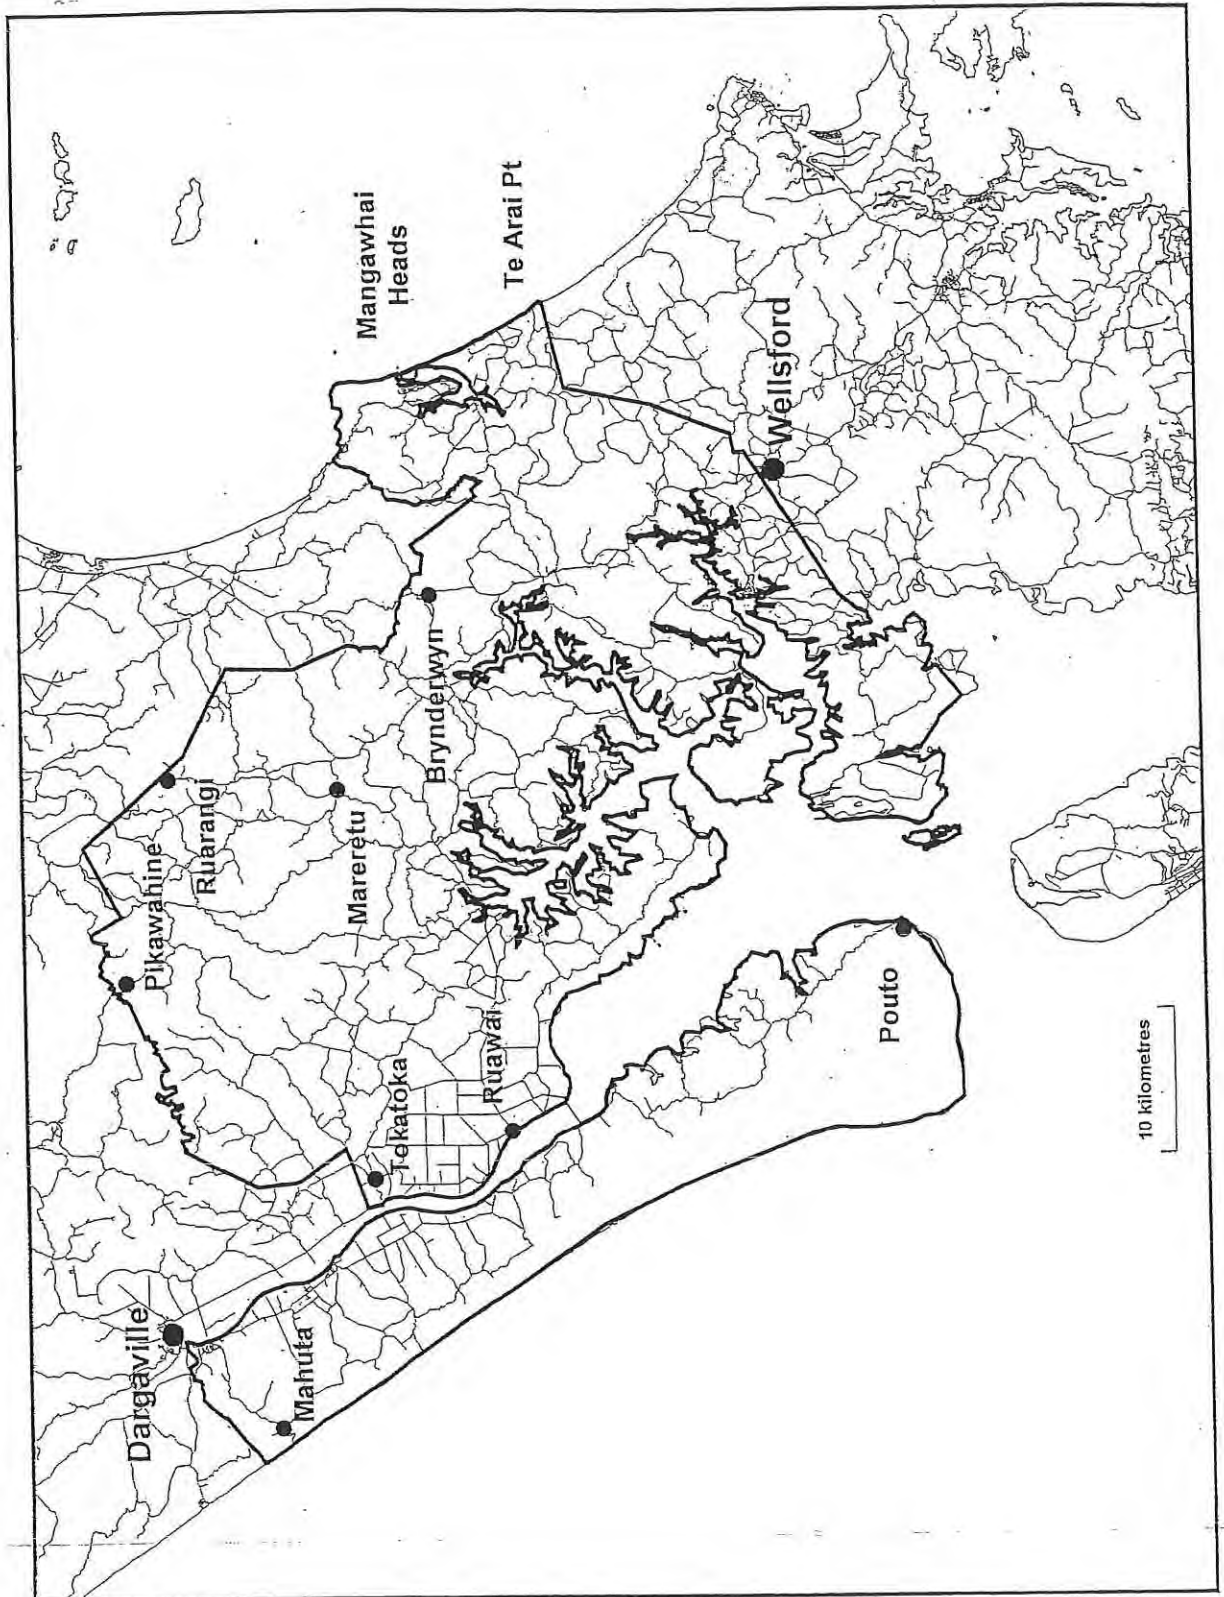 Mangawhai
Heads
Te Arai Pt
Wellsford
Brynderwyn
Ruarangi
Mareretu
Pikawahine
Pouto
Ruawai
Tokatoka
10 kilometres
Dargaville
Mahuta